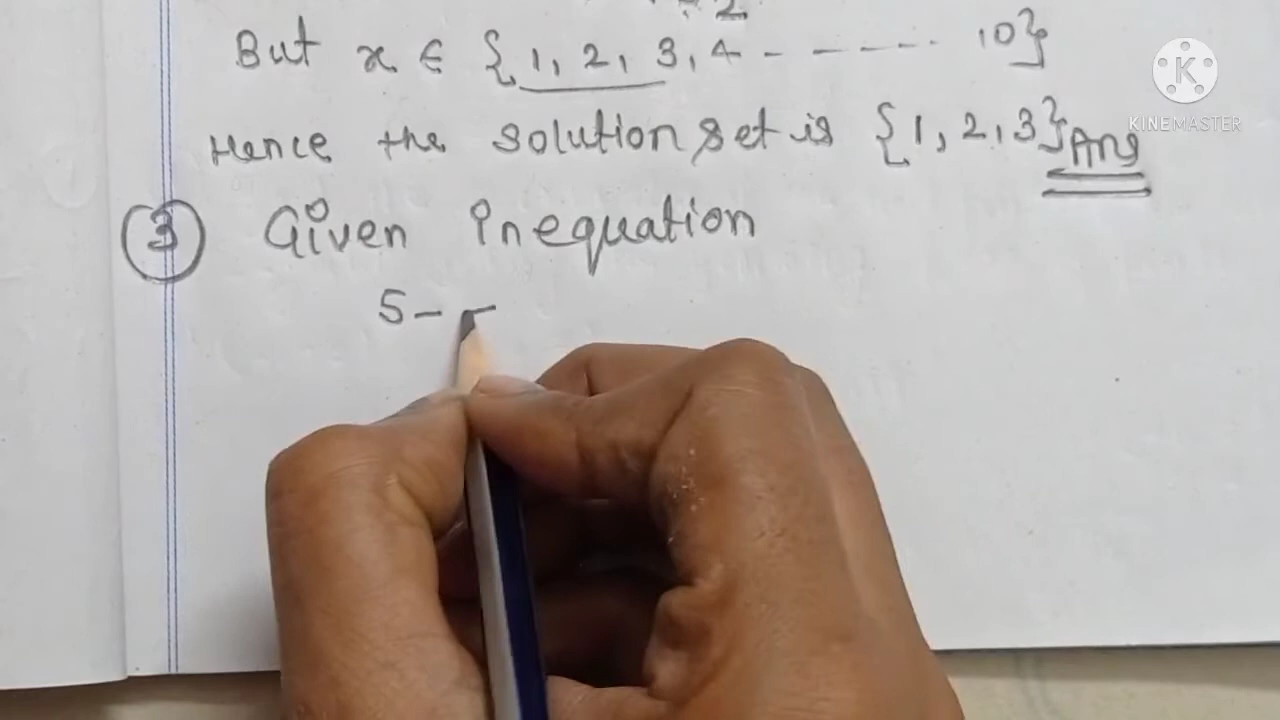 2
But x ∈ {1, 2, 3, 4 - - - - - - 10}
K
KINEMASTER
Hence the solution set is {1, 2, 3} Ans
3 Given inequation
5 -